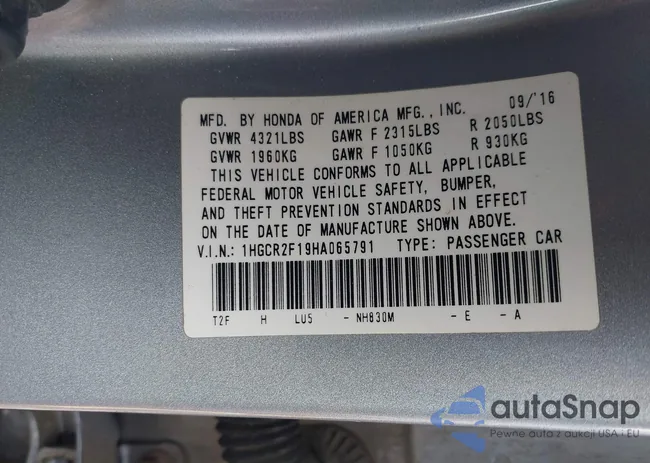 MFD. BY HONDA OF AMERICA MFG., INC. 09/'16
GVWR 4321LBS GAWR F 2315LBS R 2050LBS
GVWR 1960KG GAWR F 1050KG R 930KG
THIS VEHICLE CONFORMS TO ALL APPLICABLE
FEDERAL MOTOR VEHICLE SAFETY, BUMPER,
AND THEFT PREVENTION STANDARDS IN EFFECT
ON THE DATE OF MANUFACTURE SHOWN ABOVE.
V.I.N.: 1HGCR2F19HA065791 TYPE: PASSENGER CAR
T2F H LU5 - NH830M - E - A
autaSnap
Pewne auta z aukcji USA i EU